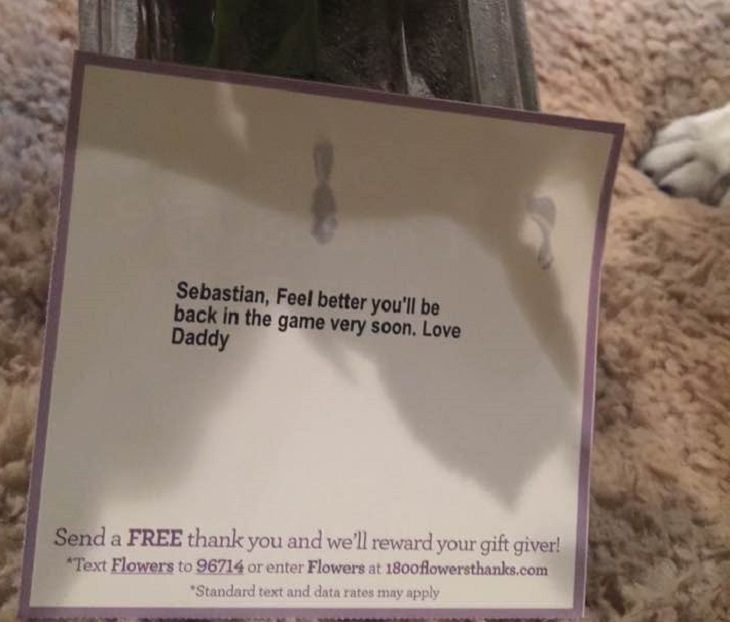 Sebastian, Feel better you'll be
back in the game very soon. Love
Daddy
Send a FREE thank you and we'll reward your gift giver!
*Text Flowers to 96714 or enter Flowers at 1800flowersthanks.com
*Standard text and data rates may apply